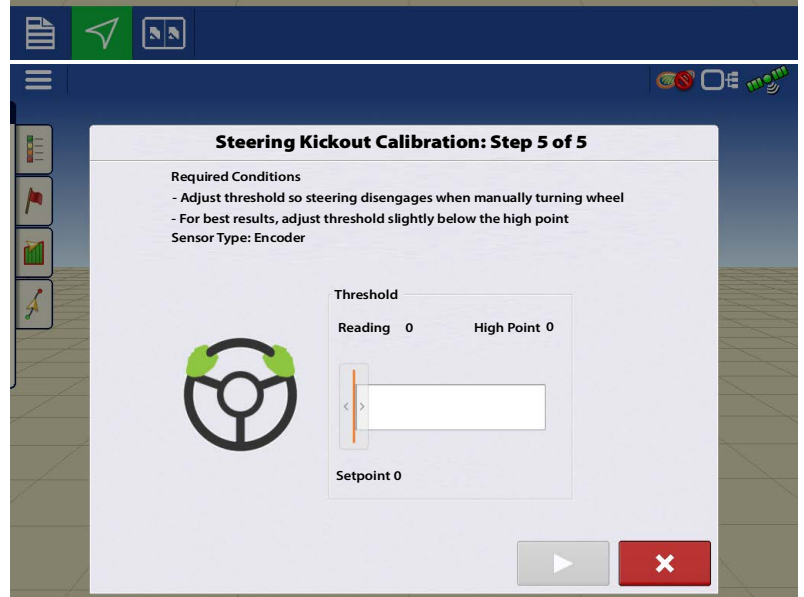 Steering Kickout Calibration: Step 5 of 5
Required Conditions
- Adjust threshold so steering disengages when manually turning wheel
- For best results, adjust threshold slightly below the high point
Sensor Type: Encoder
Threshold
Reading 0 High Point 0
Setpoint 0